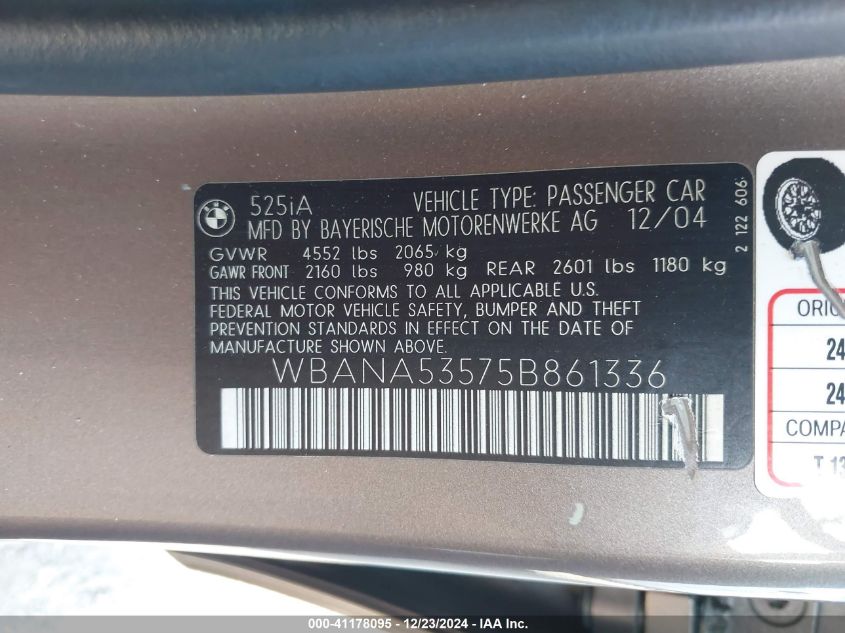 525iA VEHICLE TYPE: PASSENGER CAR
MFD BY BAYERISCHE MOTORENWERKE AG 12/04
GVWR 4552 lbs 2065 kg
GAWR FRONT 2160 lbs 980 kg REAR 2601 lbs 1180 kg
THIS VEHICLE CONFORMS TO ALL APPLICABLE U.S.
FEDERAL MOTOR VEHICLE SAFETY, BUMPER AND THEFT
PREVENTION STANDARDS IN EFFECT ON THE DATE OF
MANUFACTURE SHOWN ABOVE.
WBANA53575B861336
2 122 606
ORIG
24
24
COMPA
T 13
000-41178095 - 12/23/2024 - IAA Inc.